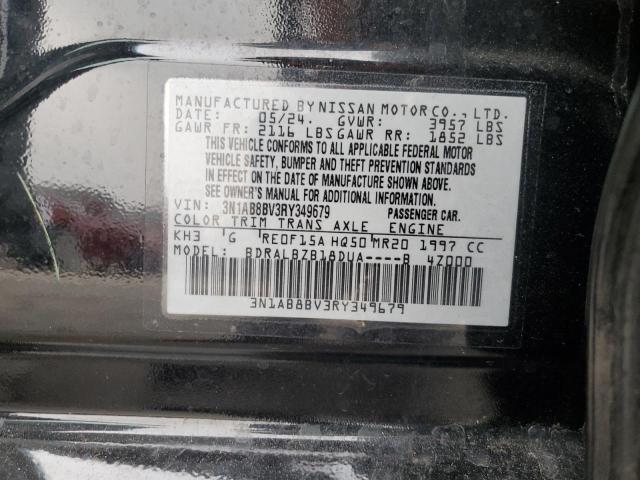 MANUFACTURED BY NISSAN MOTOR CO., LTD.
DATE: 05/24. GVWR: 3957 LBS
GAWR FR: 2116 LBS GAWR RR: 1852 LBS
THIS VEHICLE CONFORMS TO ALL APPLICABLE FEDERAL MOTOR
VEHICLE SAFETY, BUMPER AND THEFT PREVENTION STANDARDS
IN EFFECT ON THE DATE OF MANUFACTURE SHOWN ABOVE.
SEE OWNER'S MANUAL FOR ADDITIONAL INFORMATION.
VIN: 3N1AB8BV3RY349679 PASSENGER CAR.
COLOR TRIM TRANS AXLE ENGINE
KH3 'G 'RE0F15A HQ50'MR20 1997 CC
MODEL: BDRALBZB18DUA----B 4Z000
3N1AB8BV3RY349679